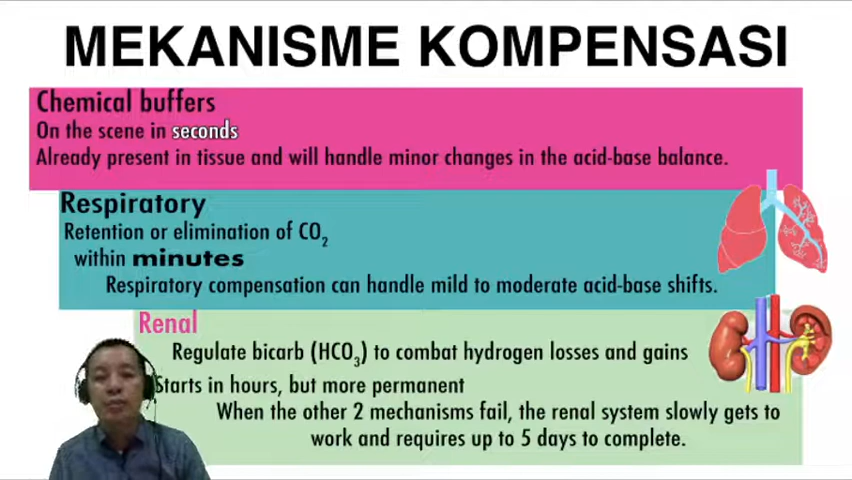 MEKANISME KOMPENSASI
Chemical buffers
On the scene in seconds
Already present in tissue and will handle minor changes in the acid-base balance.
Respiratory
Retention or elimination of CO₂
within minutes
Respiratory compensation can handle mild to moderate acid-base shifts.
Renal
Regulate bicarb (HCO₃) to combat hydrogen losses and gains
Starts in hours, but more permanent
When the other 2 mechanisms fail, the renal system slowly gets to
work and requires up to 5 days to complete.